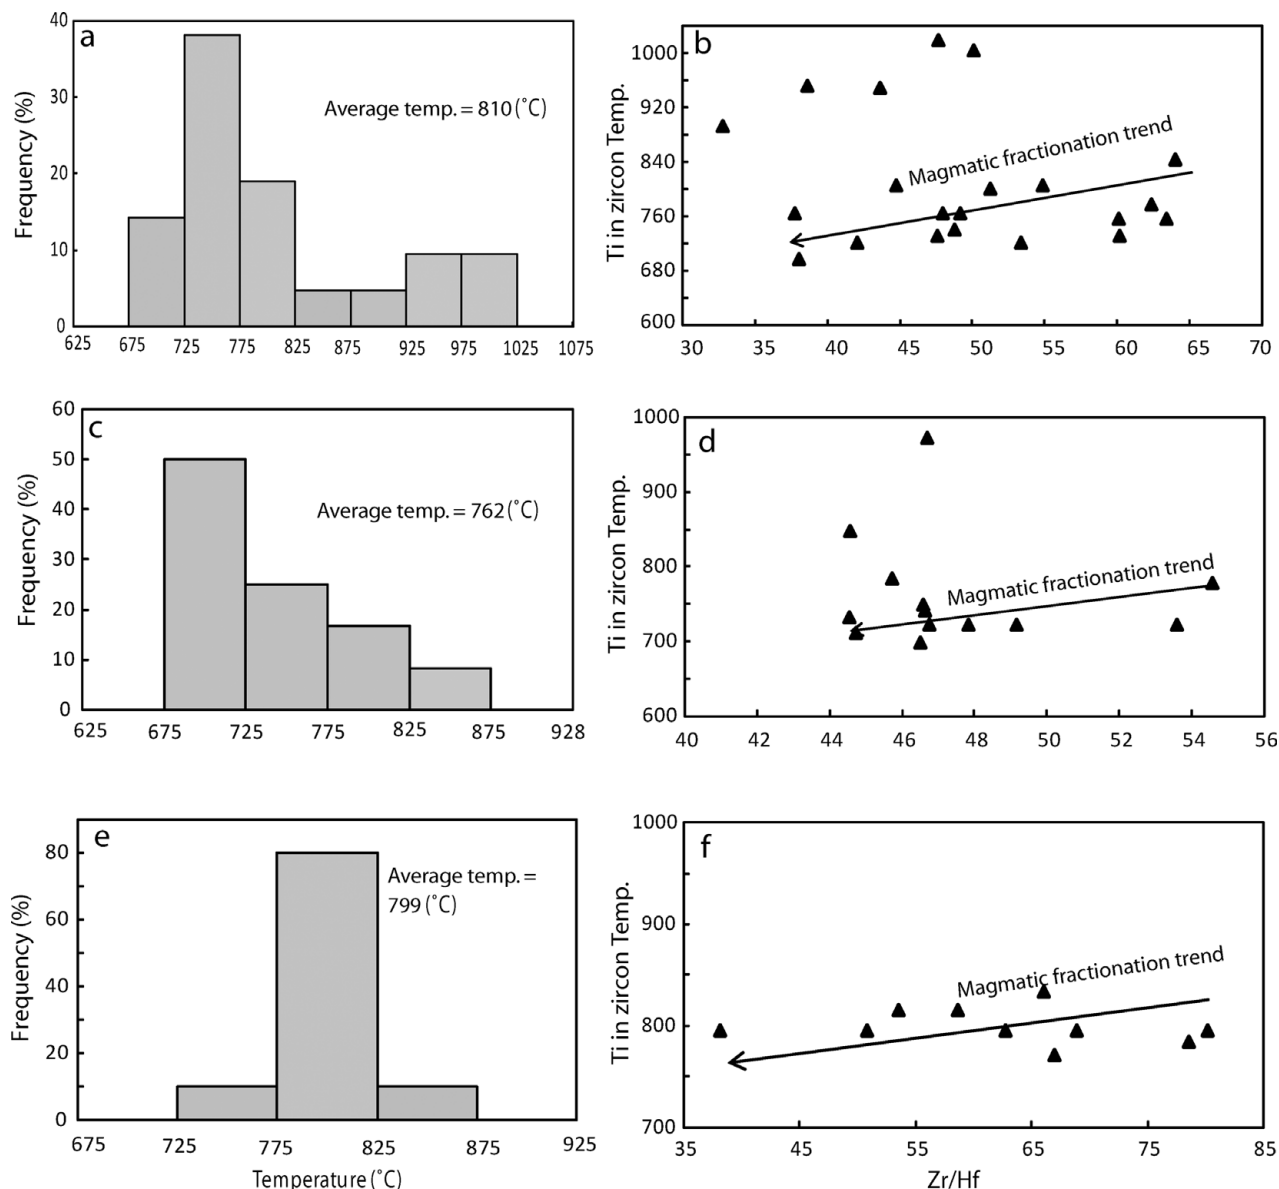 a
Average temp. = 810 (˚C)
Frequency (%)
40
30
20
10
0
625 675 725 775 825 875 925 975 1025 1075
b
Magmatic fractionation trend
Ti in zircon Temp.
1000
920
840
760
680
600
30 35 40 45 50 55 60 65 70
c
Average temp. = 762 (˚C)
Frequency (%)
60
50
40
30
20
10
0
625 675 725 775 825 875 928
d
Magmatic fractionation trend
Ti in zircon Temp.
1000
900
800
700
600
40 42 44 46 48 50 52 54 56
e
Average temp. =
799 (˚C)
Frequency (%)
80
60
40
20
0
675 725 775 825 875 925
Temperature (˚C)
f
Magmatic fractionation trend
Ti in zircon Temp.
1000
900
800
700
35 45 55 65 75 85
Zr/Hf